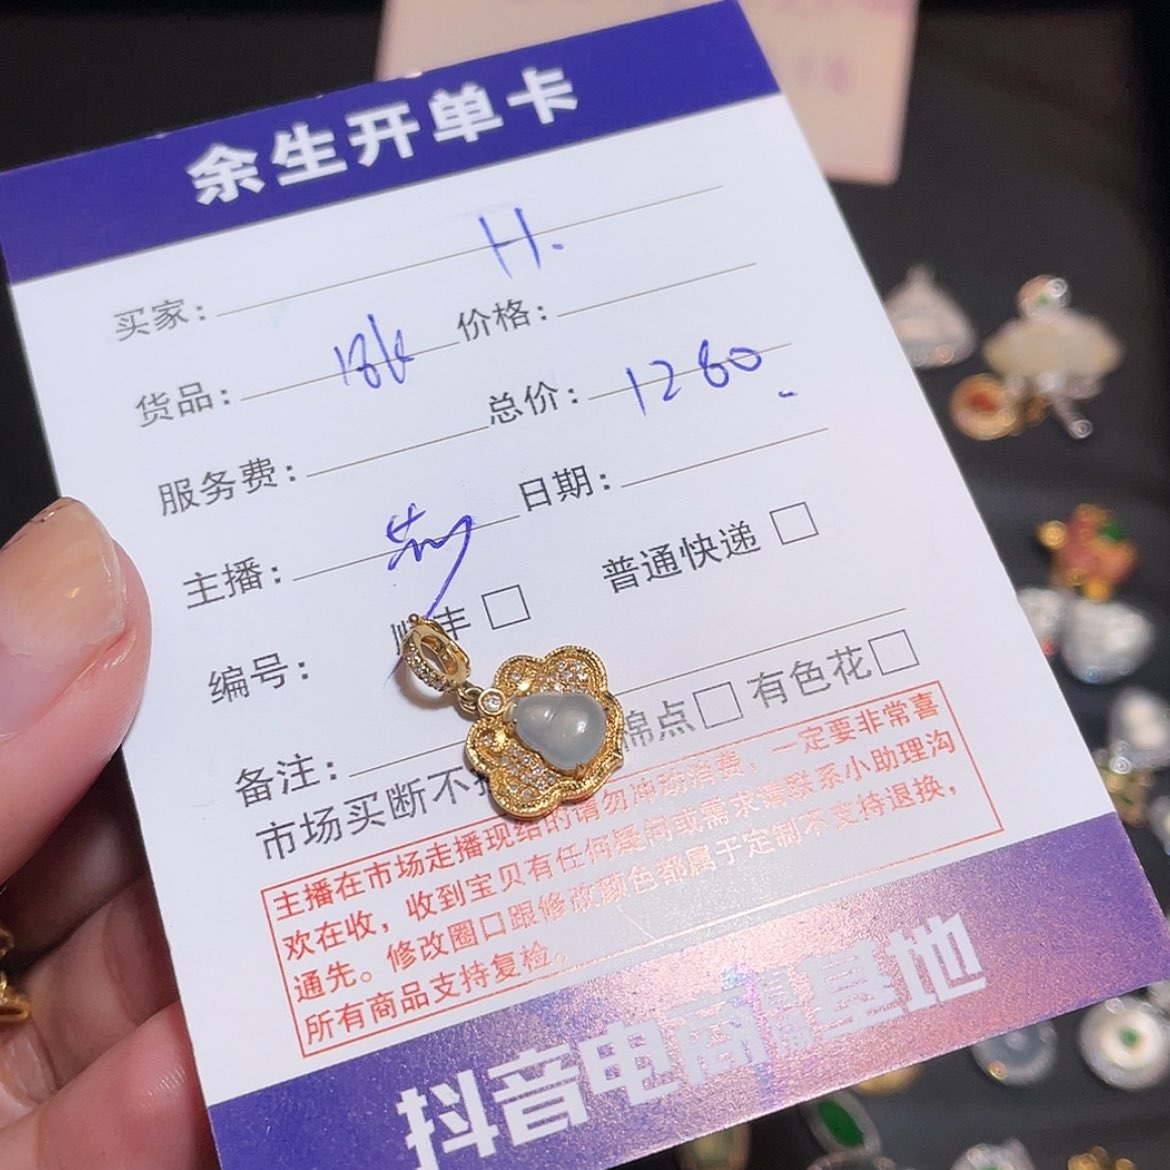 余生开单卡
买家: H.
货品: 18k 价格:
服务费: 总价: 1280
主播: 日期:
编号: 顺丰 □ 普通快递 □
备注: 棉点□ 有色花□
市场买断不
主播在市场走播现结的请勿冲动消费,一定要非常喜
欢在收,收到宝贝有任何疑问或需求请联系小助理沟
通先。修改圈口跟修改颜色都属于定制不支持退换,
所有商品支持复检。
抖音电商直播基地